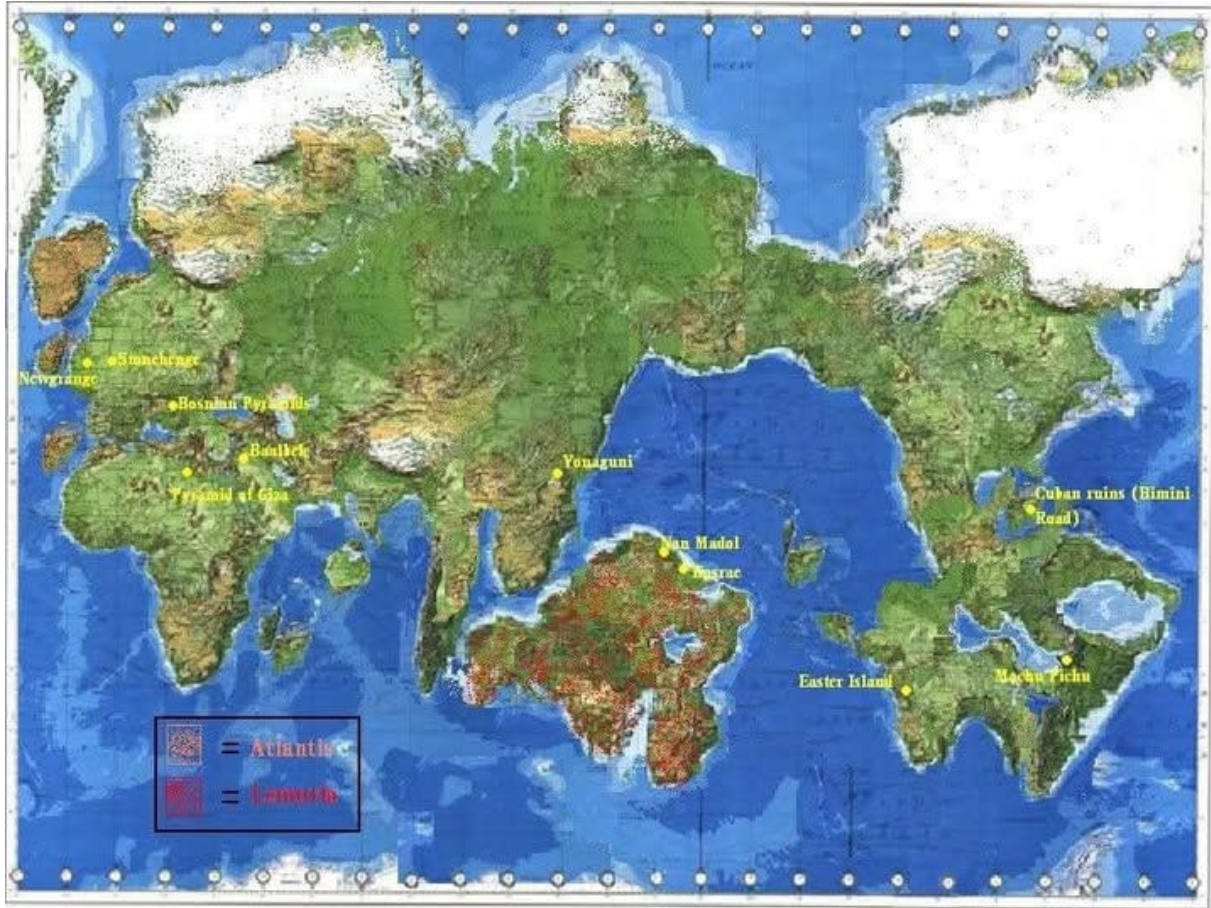 OCEAN
Stonehenge
Newgrange
Bosnian Pyramids
Baalbek
Pyramid of Giza
Yonaguni
Cuban ruins (Bimini
Road)
Nan Madol
Kosrae
Easter Island
Machu Pichu
= Atlantis
= Lemuria